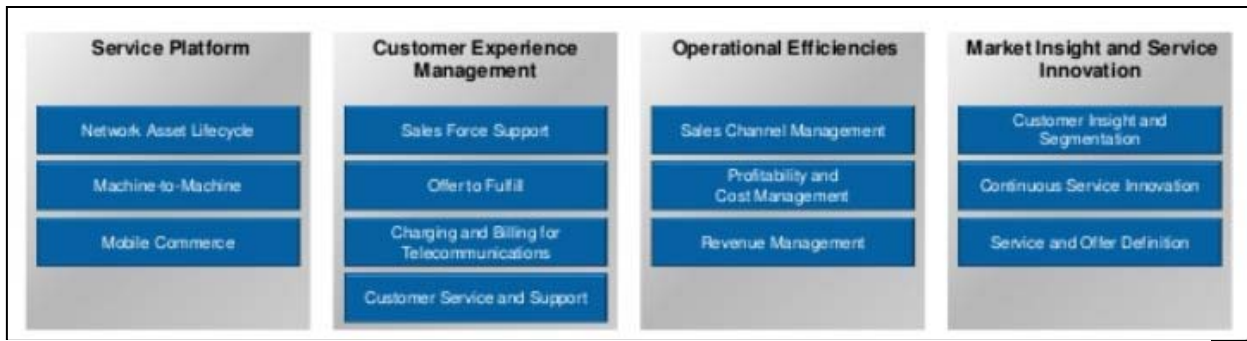 Service Platform
Network Asset Lifecycle
Machine-to-Machine
Mobile Commerce
Customer Experience
Management
Sales Force Support
Offer to Fulfill
Charging and Billing for
Telecommunications
Customer Service and Support
Operational Efficiencies
Sales Channel Management
Profitability and
Cost Management
Revenue Management
Market Insight and Service
Innovation
Customer Insight and
Segmentation
Continuous Service Innovation
Service and Offer Definition